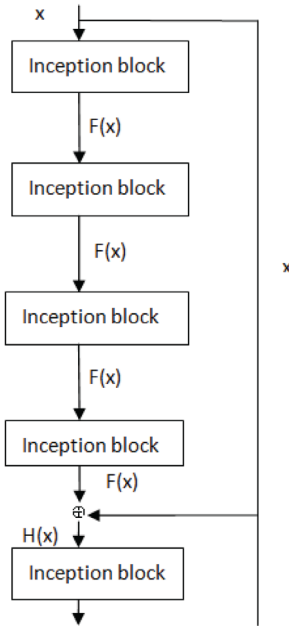 x
Inception block
F(x)
Inception block
F(x)
x
Inception block
F(x)
Inception block
F(x)
H(x)
Inception block